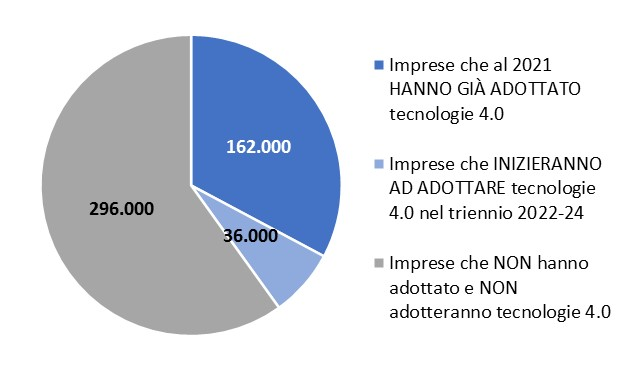 162.000
36.000
296.000
Imprese che al 2021
HANNO GIÀ ADOTTATO
tecnologie 4.0
Imprese che INIZIERANNO
AD ADOTTARE tecnologie
4.0 nel triennio 2022-24
Imprese che NON hanno
adottato e NON
adotteranno tecnologie 4.0